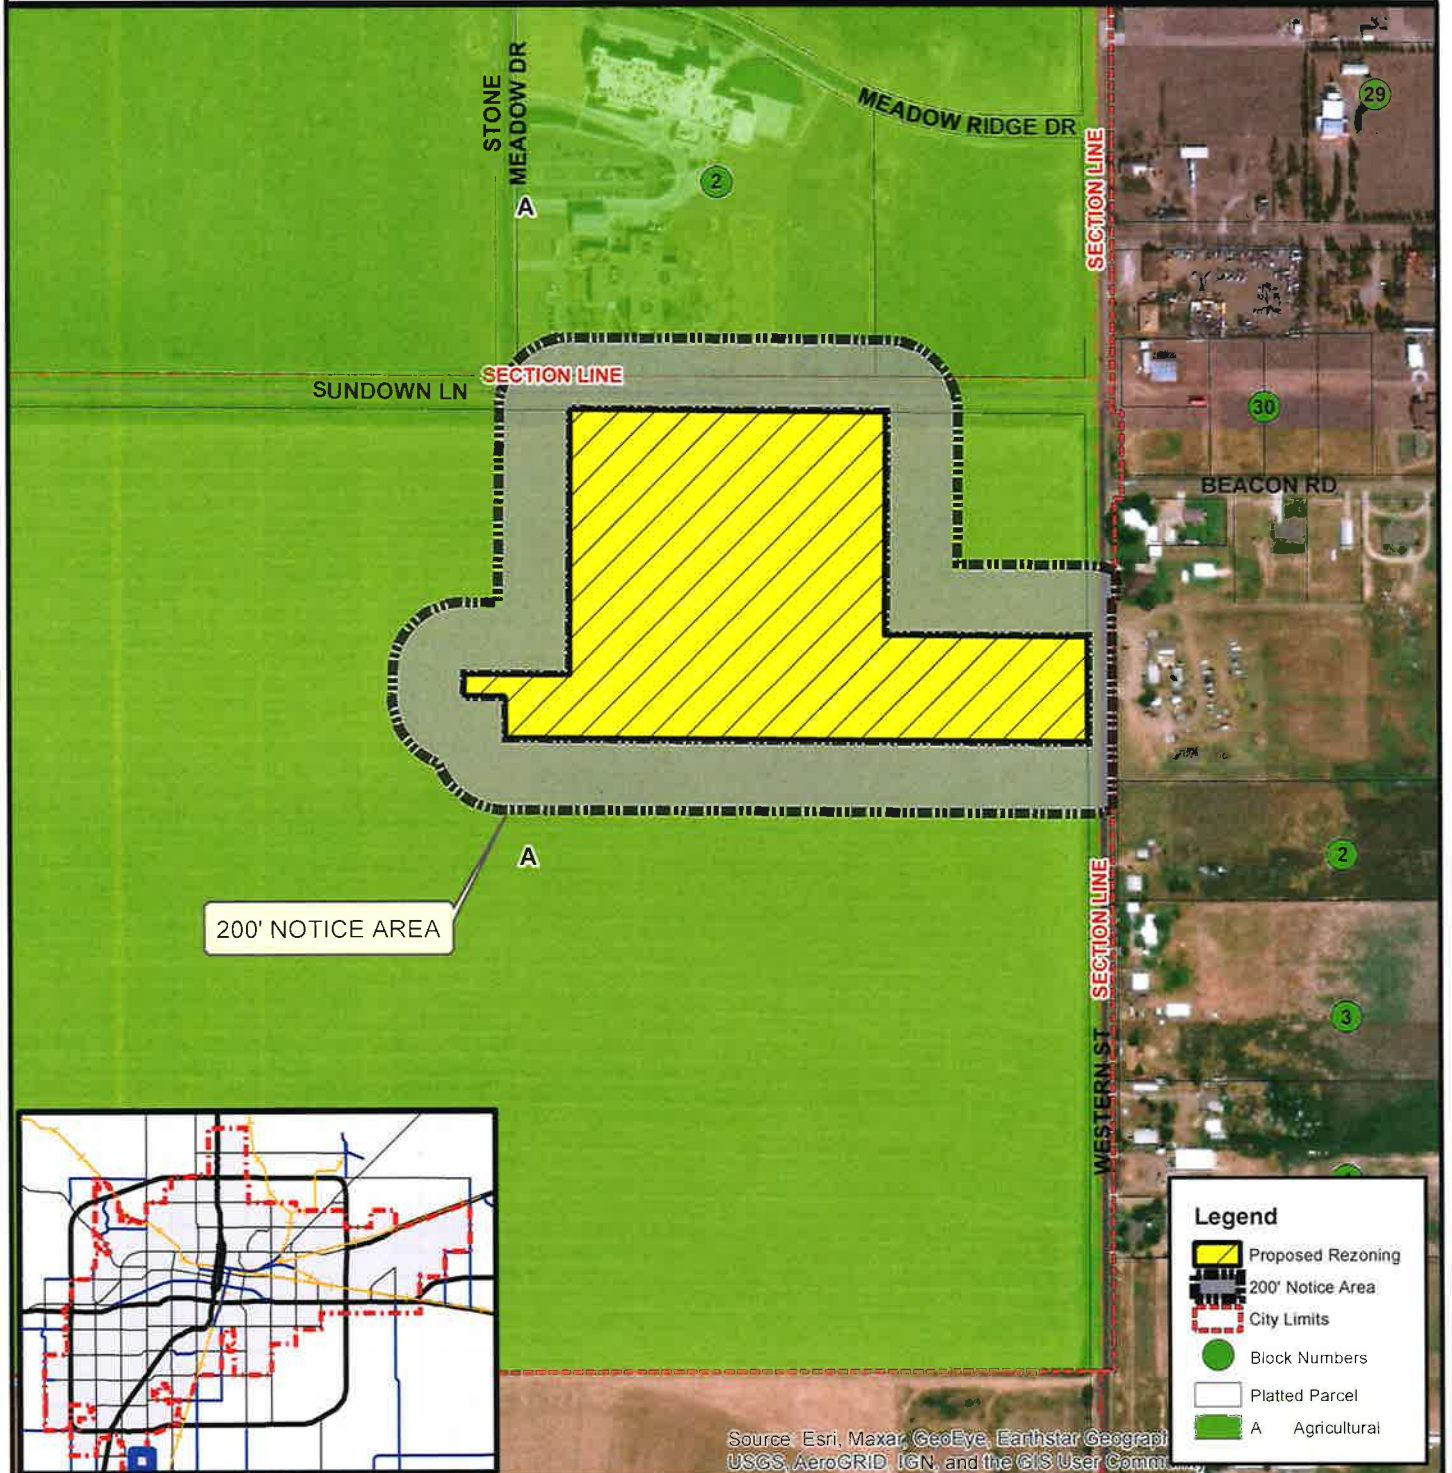 STONE
MEADOW DR
MEADOW RIDGE DR
29
2
A
SECTION LINE
SECTION LINE
SUNDOWN LN
30
BEACON RD
A
2
200' NOTICE AREA
SECTION LINE
3
WESTERN ST
Legend
Proposed Rezoning
200' Notice Area
City Limits
Block Numbers
Platted Parcel
A Agricultural
Source: Esri, Maxar, GeoEye, Earthstar Geograph
USGS, AeroGRID, IGN, and the GIS User Commu